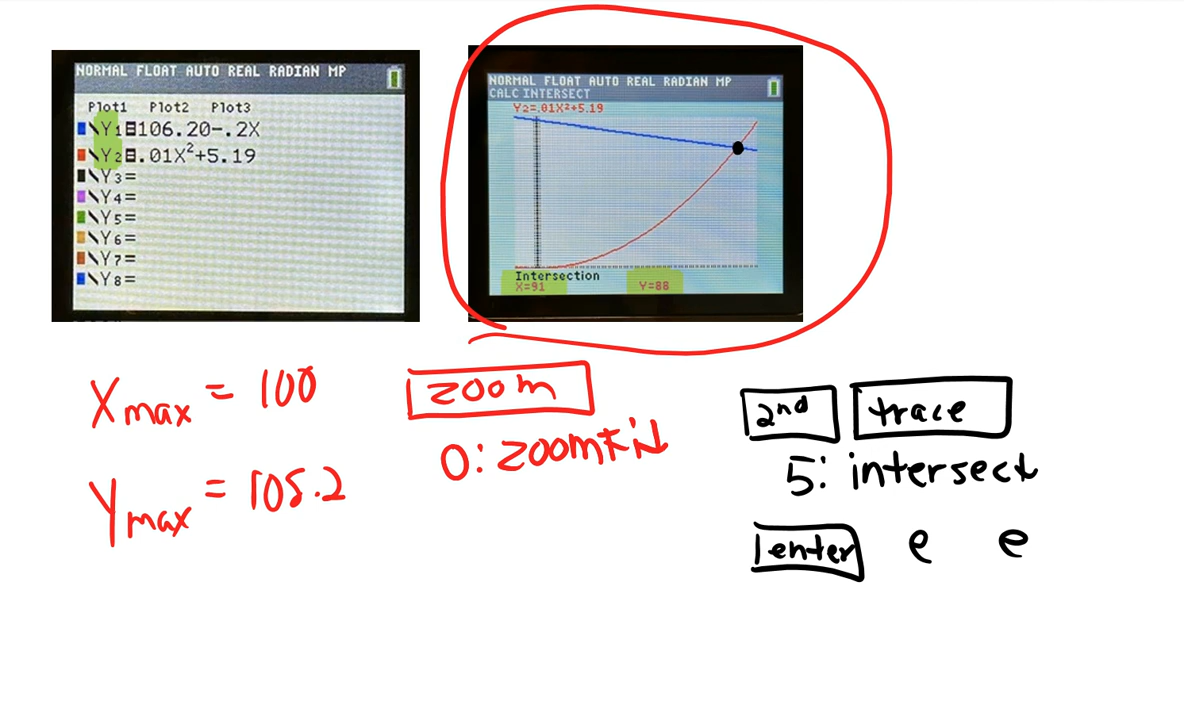 NORMAL FLOAT AUTO REAL RADIAN MP
Plot1 Plot2 Plot3
\Y1=106.20-.2X
\Y2=.01X²+5.19
\Y3=
\Y4=
\Y5=
\Y6=
\Y7=
\Y8=
NORMAL FLOAT AUTO REAL RADIAN MP
CALC INTERSECT
Y2=.01X²+5.19
Intersection
X=91 Y=88
Xmax = 100
Ymax = 105.2
zoom
0: zoomFit
2nd trace
5: intersect
enter e e